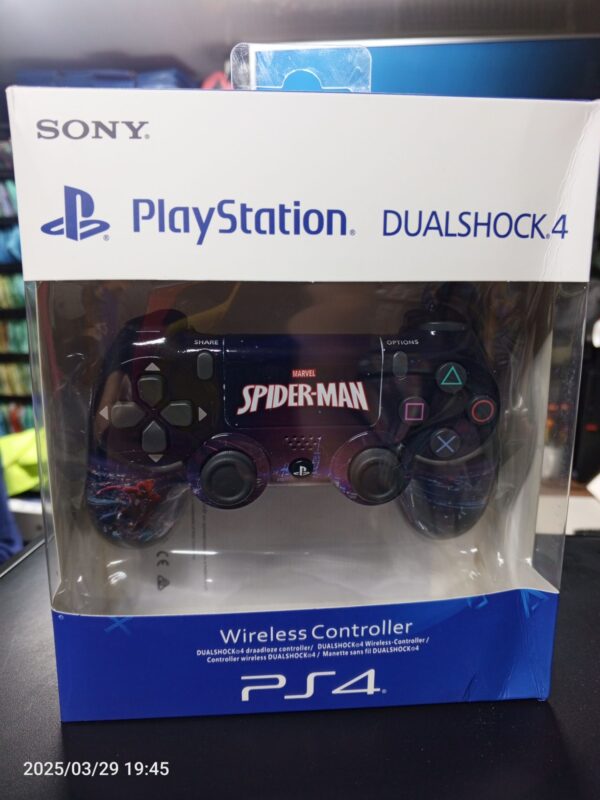 SONY®
PlayStation® DUALSHOCK®4
SHARE OPTIONS
MARVEL
SPIDER-MAN
CE
Wireless Controller
DUALSHOCK®4 draadloze controller/ DUALSHOCK®4 Wireless-Controller/
Controller wireless DUALSHOCK®4 / Manette sans fil DUALSHOCK®4
PS4®
2025/03/29 19:45